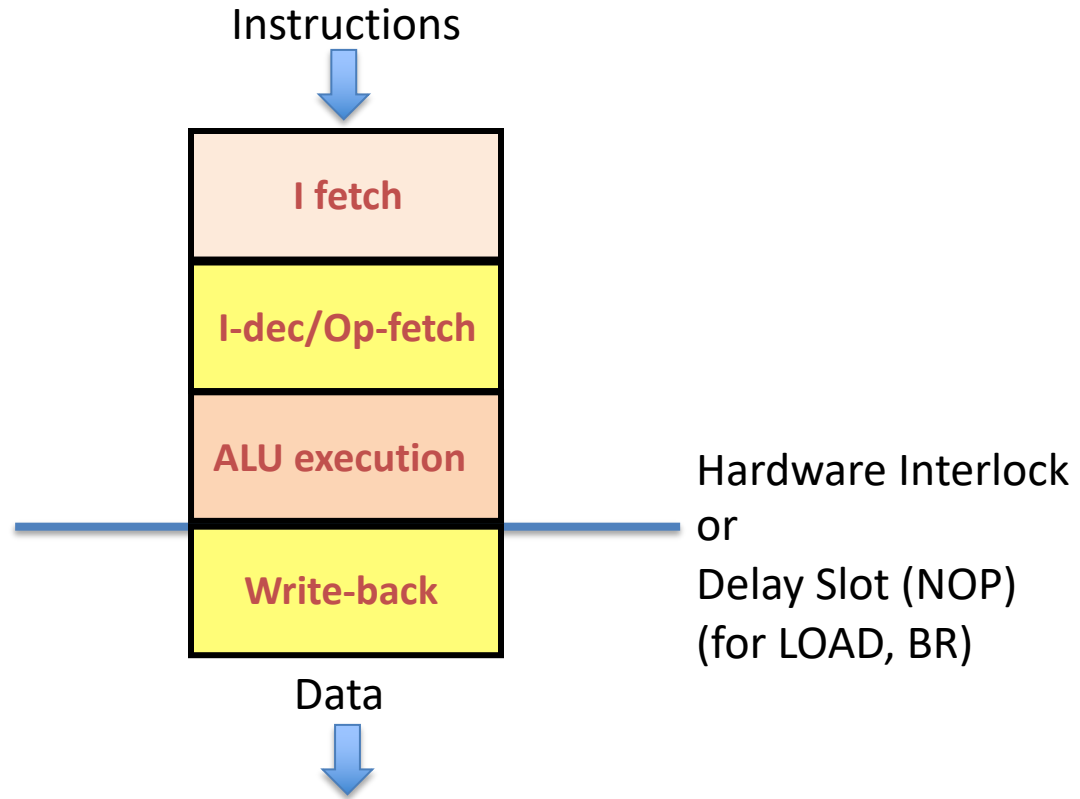 Instructions
I fetch
I-dec/Op-fetch
ALU execution
Write-back
Data
Hardware Interlock
or
Delay Slot (NOP)
(for LOAD, BR)